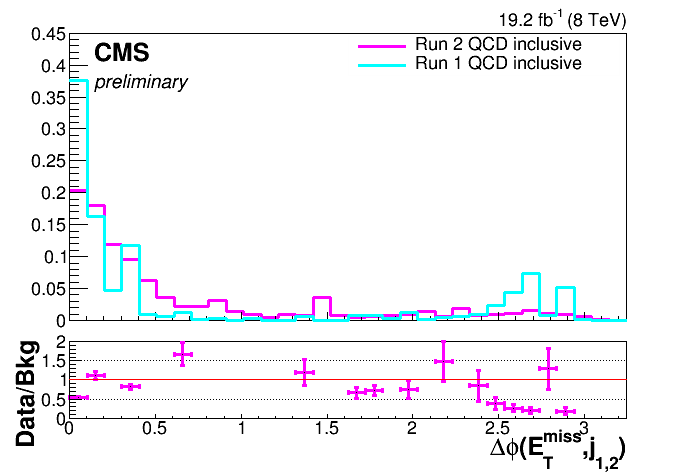 19.2 fb⁻¹ (8 TeV)
CMS
preliminary
Run 2 QCD inclusive
Run 1 QCD inclusive
0.45
0.4
0.35
0.3
0.25
0.2
0.15
0.1
0.05
0
Data/Bkg
2
1.5
1
0.5
0
0 0.5 1 1.5 2 2.5 3
Δϕ(E_T^miss,j_1,2)